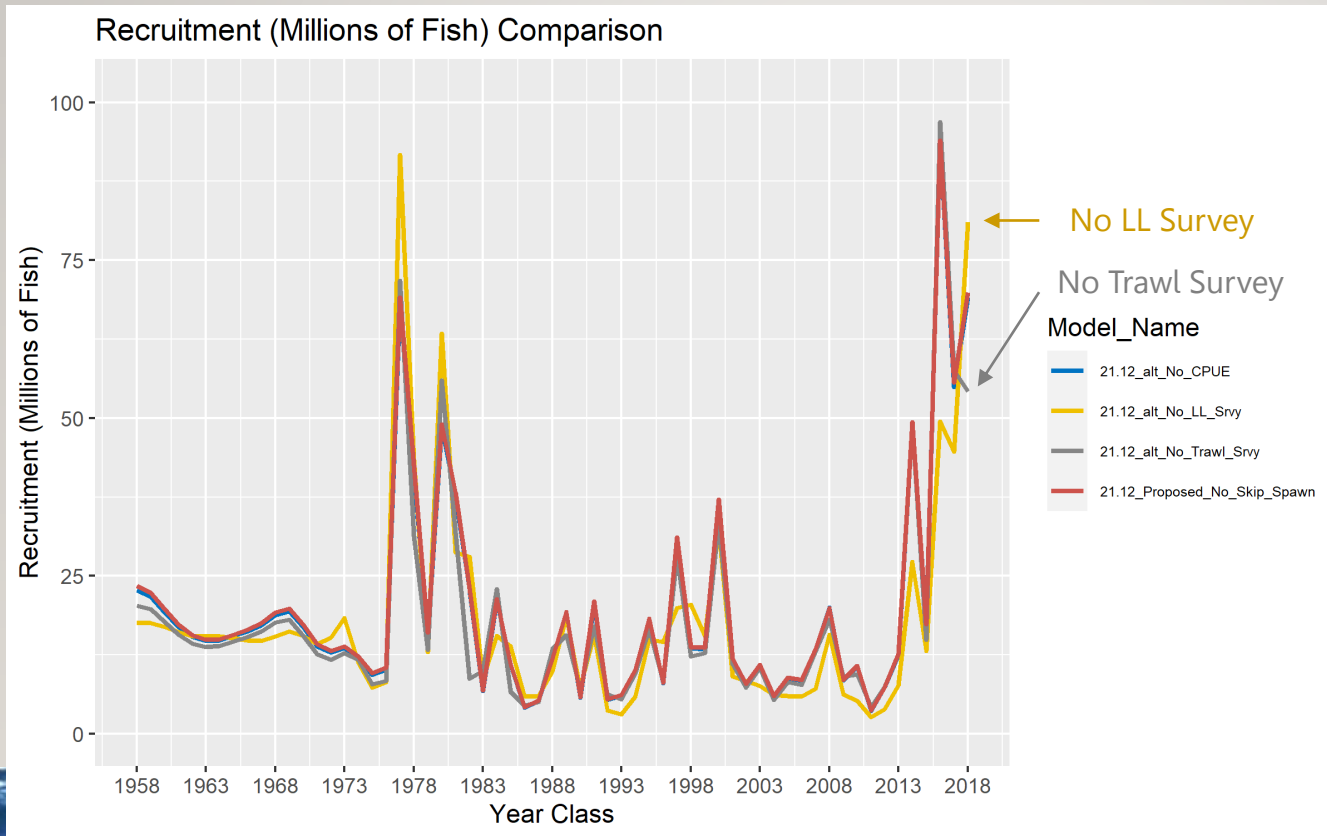 Recruitment (Millions of Fish) Comparison
Recruitment (Millions of Fish)
100
75
50
25
0
1958 1963 1968 1973 1978 1983 1988 1993 1998 2003 2008 2013 2018
Year Class
No LL Survey
No Trawl Survey
Model_Name
21.12_alt_No_CPUE
21.12_alt_No_LL_Srvy
21.12_alt_No_Trawl_Srvy
21.12_Proposed_No_Skip_Spawn